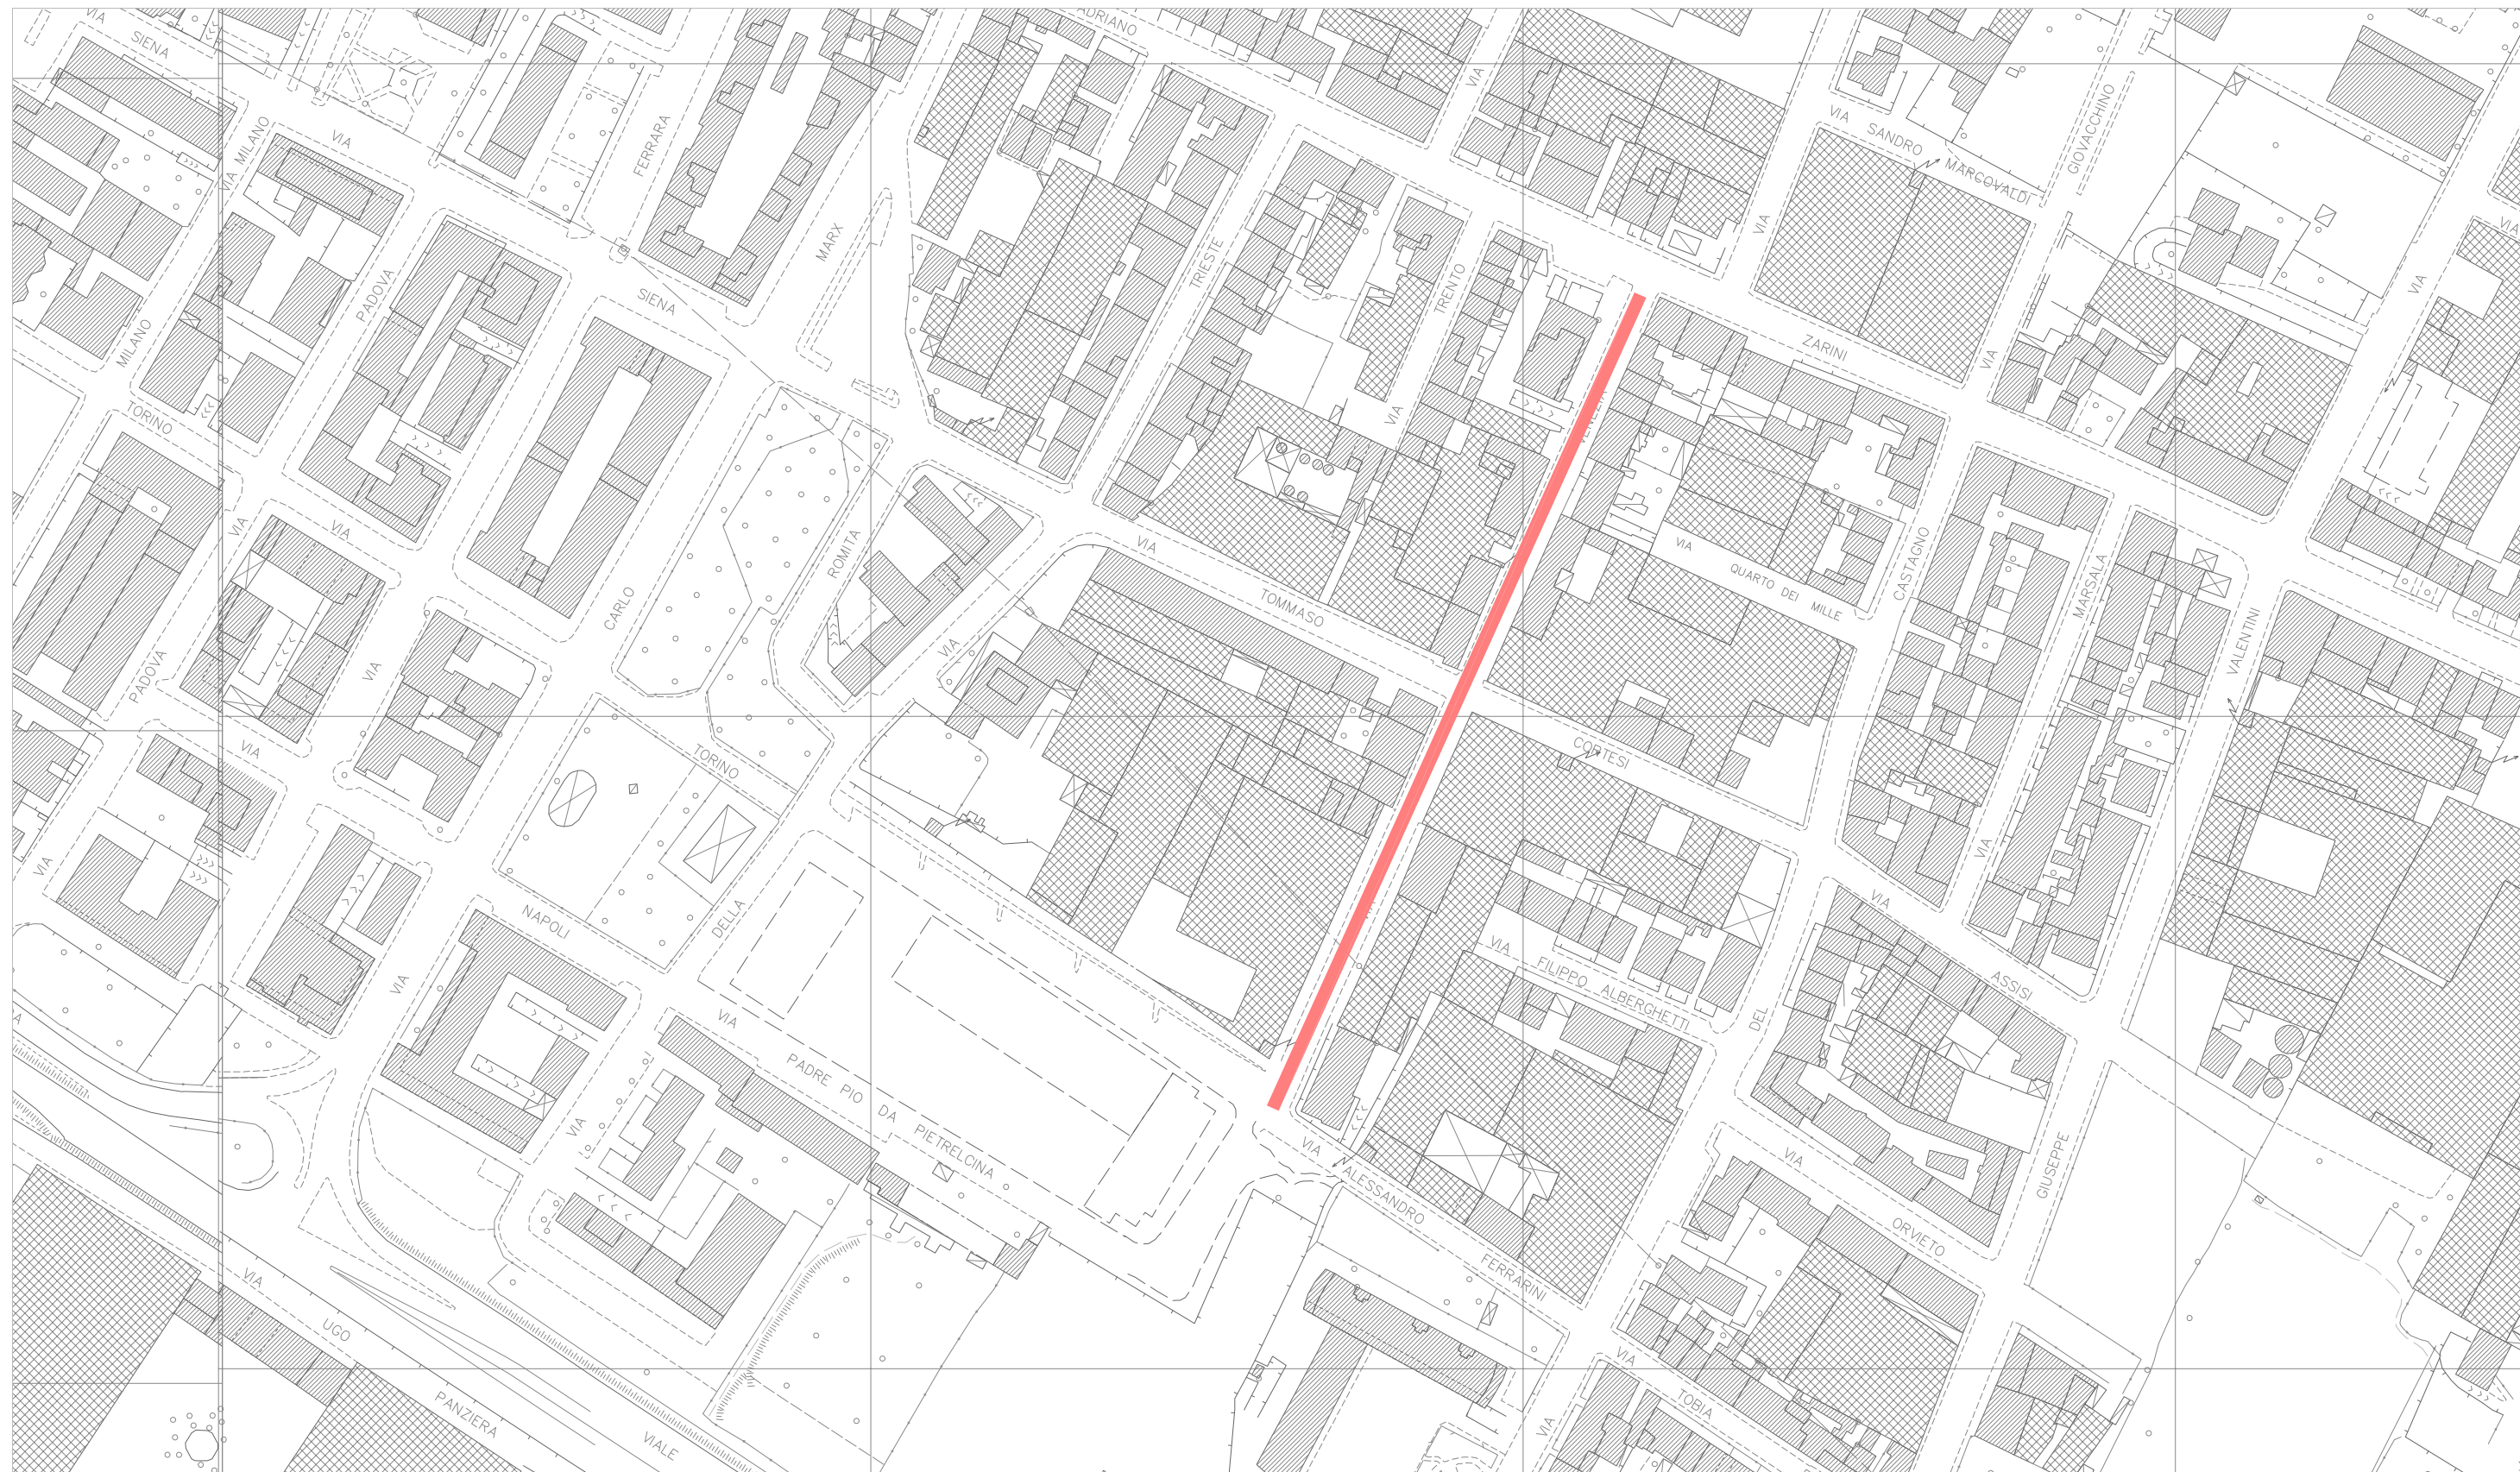 VIA
SIENA
ADRIANO
VIA
VIA MILANO
VIA
FERRARA
VIA SANDRO MARCOVALDI
GIOVACCHINO
MARX
TRIESTE
VIA
VIA
PADOVA
SIENA
TRENTO
VIA
MILANO
ZARINI
VIA
TORINO
VIA
VIA
VIA
ROMITA
VIA
VIA
QUARTO DEI MILLE
CASTAGNO
MARSALA
CARLO
TOMMASO
VALENTINI
VIA
PADOVA
VIA
VIA
TORINO
CORTESI
VIA
VIA
VIA
NAPOLI
DELLA
VIA
FILIPPO ALBERGHETTI
ASSISI
VIA
VIA
PADRE PIO DA PIETRELCINA
DEL
VIA
VIA
ALESSANDRO
FERRARINI
VIA
ORVIETO
GIUSEPPE
VIA
UGO
PANZIERA
VIALE
VIA
TOBIA
VIA